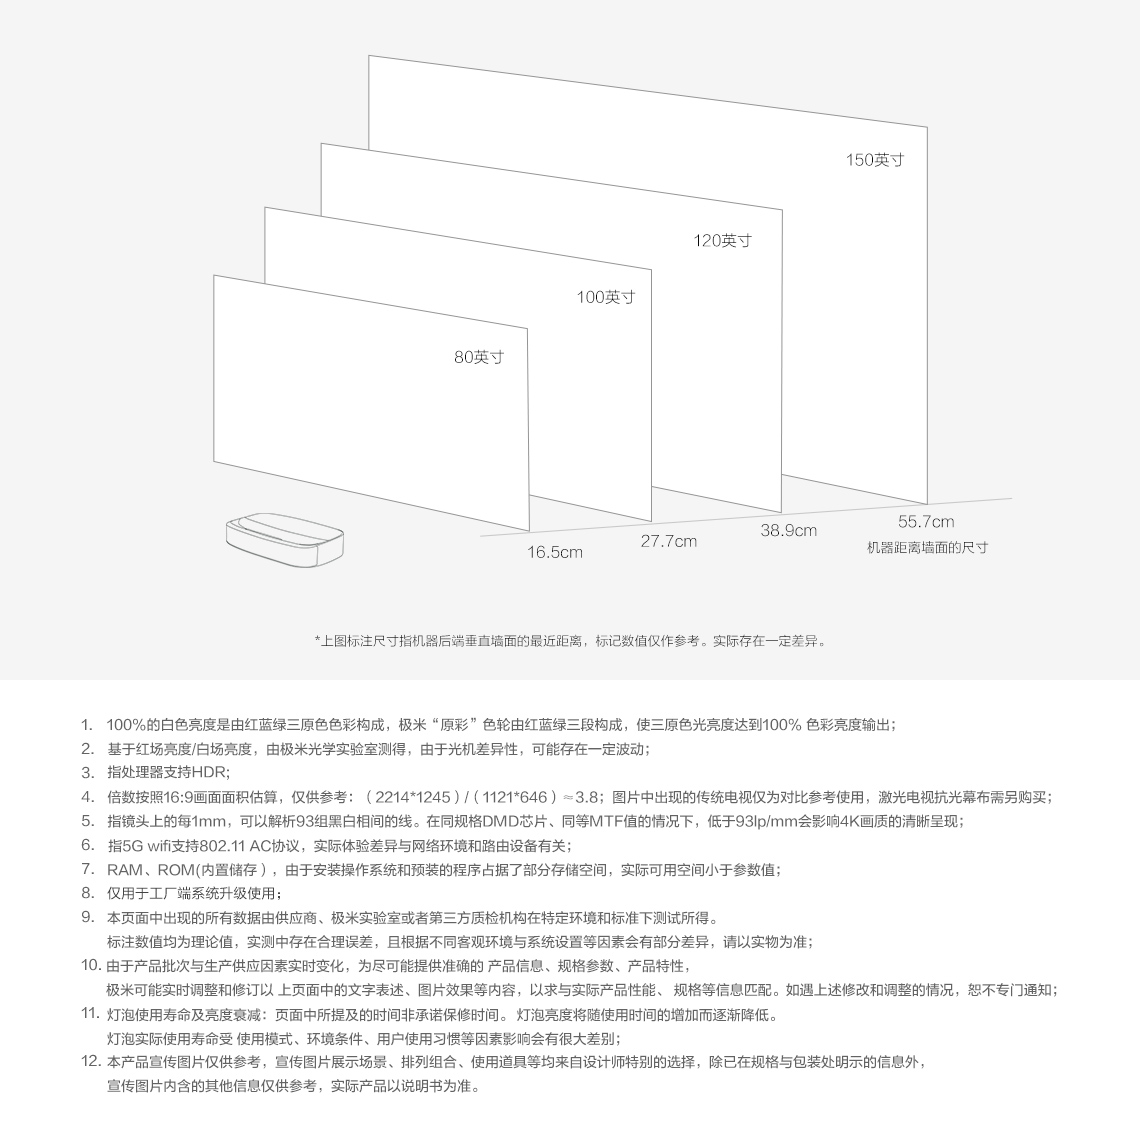 150英寸
120英寸
100英寸
80英寸
16.5cm
27.7cm
38.9cm
55.7cm
机器距离墙面的尺寸
*上图标注尺寸指机器后端垂直墙面的最近距离，标记数值仅作参考。实际存在一定差异。
1. 100%的白色亮度是由红蓝绿三原色色彩构成，极米“原彩”色轮由红蓝绿三段构成，使三原色光亮度达到100% 色彩亮度输出；
2. 基于红场亮度/白场亮度，由极米光学实验室测得，由于光机差异性，可能存在一定波动；
3. 指处理器支持HDR；
4. 倍数按照16:9画面面积估算，仅供参考：（2214*1245）/（1121*646）≈3.8；图片中出现的传统电视仅为对比参考使用，激光电视抗光幕布需另购买；
5. 指镜头上的每1mm，可以解析93组黑白相间的线。在同规格DMD芯片、同等MTF值的情况下，低于93lp/mm会影响4K画质的清晰呈现；
6. 指5G wifi支持802.11 AC协议，实际体验差异与网络环境和路由设备有关；
7. RAM、ROM(内置储存），由于安装操作系统和预装的程序占据了部分存储空间，实际可用空间小于参数值；
8. 仅用于工厂端系统升级使用；
9. 本页面中出现的所有数据由供应商、极米实验室或者第三方质检机构在特定环境和标准下测试所得。
标注数值均为理论值，实测中存在合理误差，且根据不同客观环境与系统设置等因素会有部分差异，请以实物为准；
10. 由于产品批次与生产供应因素实时变化，为尽可能提供准确的 产品信息、规格参数、产品特性，
极米可能实时调整和修订以 上页面中的文字表述、图片效果等内容，以求与实际产品性能、 规格等信息匹配。如遇上述修改和调整的情况，恕不专门通知；
11. 灯泡使用寿命及亮度衰减：页面中所提及的时间非承诺保修时间。 灯泡亮度将随使用时间的增加而逐渐降低。
灯泡实际使用寿命受 使用模式、环境条件、用户使用习惯等因素影响会有很大差别；
12. 本产品宣传图片仅供参考，宣传图片展示场景、排列组合、使用道具等均来自设计师特别的选择，除已在规格与包装处明示的信息外，
宣传图片内含的其他信息仅供参考，实际产品以说明书为准。